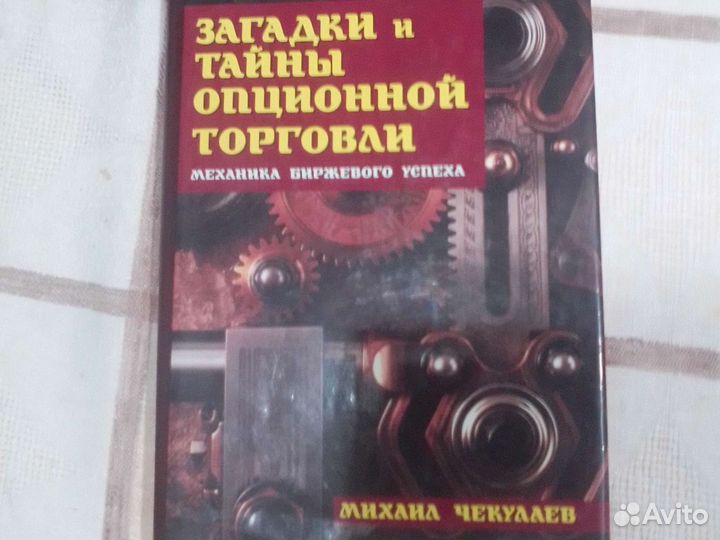 ЗАГАДКИ и
ТАЙНЫ
ОПЦИОННОЙ
ТОРГОВЛИ
МЕХАНИКА БИРЖЕВОГО УСПЕХА
МИХАИЛ ЧЕКУЛАЕВ
Avito